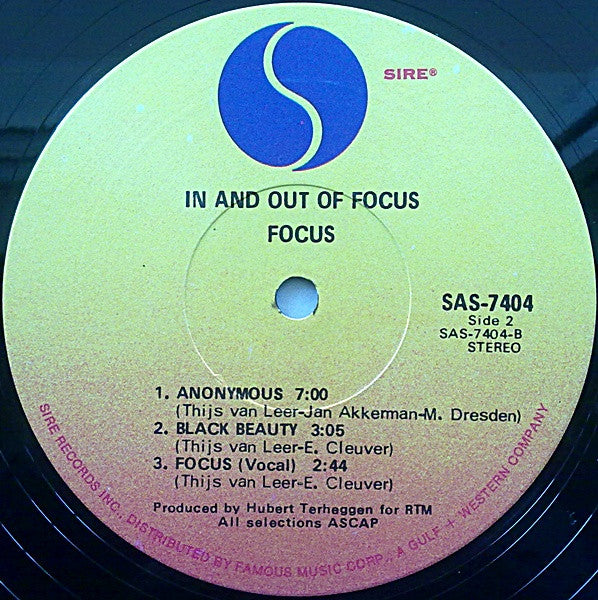 SIRE®
IN AND OUT OF FOCUS
FOCUS
SAS-7404
Side 2
SAS-7404-B
STEREO
1. ANONYMOUS 7:00
(Thijs van Leer-Jan Akkerman-M. Dresden)
2. BLACK BEAUTY 3:05
(Thijs van Leer-E. Cleuver)
3. FOCUS (Vocal) 2:44
(Thijs van Leer-E. Cleuver)
Produced by Hubert Terheggen for RTM
All selections ASCAP
SIRE RECORDS INC., DISTRIBUTED BY FAMOUS MUSIC CORP., A GULF + WESTERN COMPANY